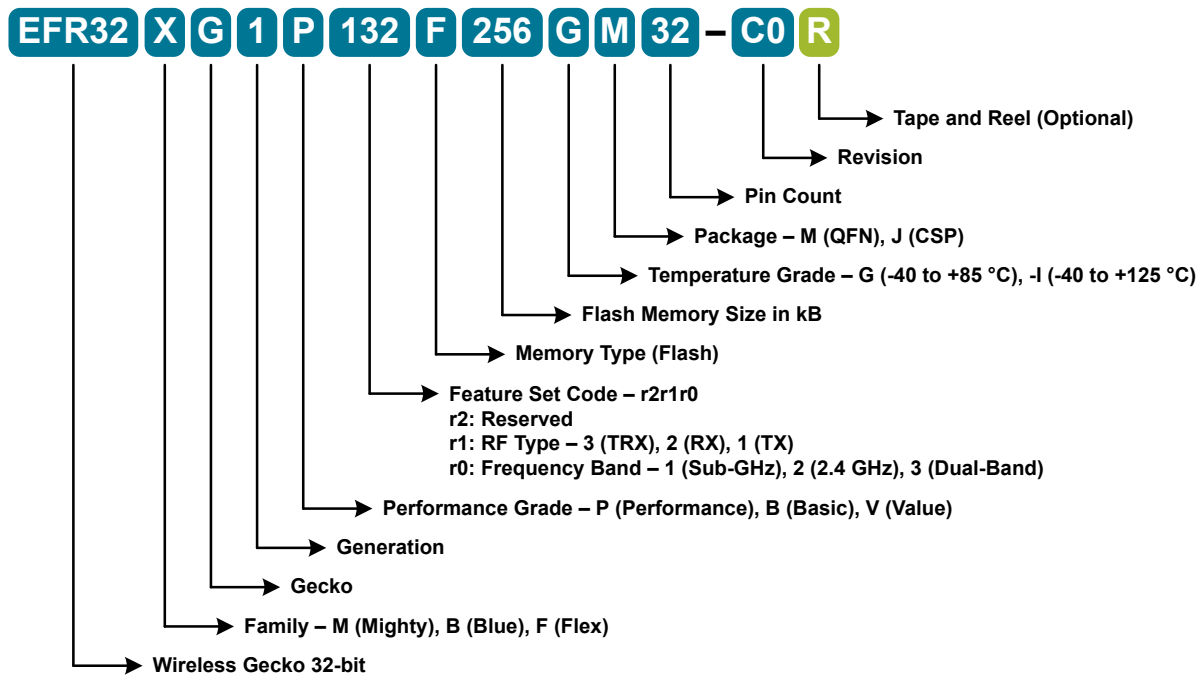 EFR32 X G 1 P 132 F 256 G M 32 – C0 R
Tape and Reel (Optional)
Revision
Pin Count
Package – M (QFN), J (CSP)
Temperature Grade – G (-40 to +85 °C), -I (-40 to +125 °C)
Flash Memory Size in kB
Memory Type (Flash)
Feature Set Code – r2r1r0
r2: Reserved
r1: RF Type – 3 (TRX), 2 (RX), 1 (TX)
r0: Frequency Band – 1 (Sub-GHz), 2 (2.4 GHz), 3 (Dual-Band)
Performance Grade – P (Performance), B (Basic), V (Value)
Generation
Gecko
Family – M (Mighty), B (Blue), F (Flex)
Wireless Gecko 32-bit